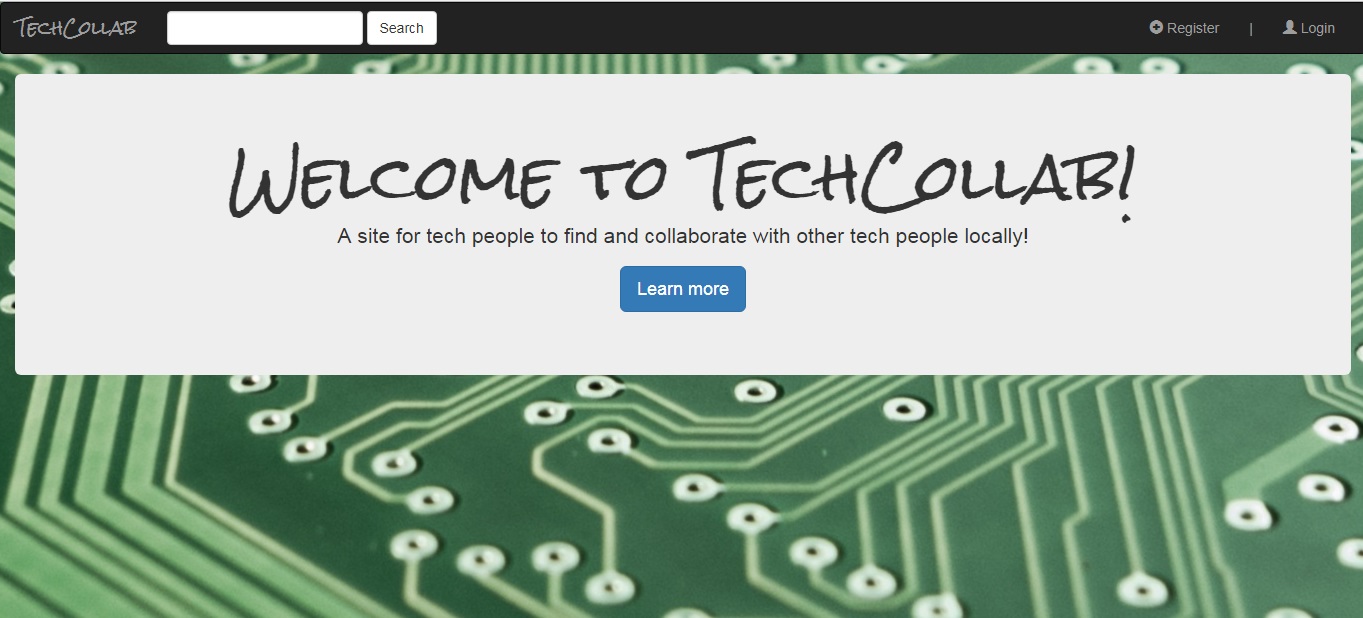 TechCollab Search Register | Login
Welcome to TechCollab!
A site for tech people to find and collaborate with other tech people locally!
Learn more